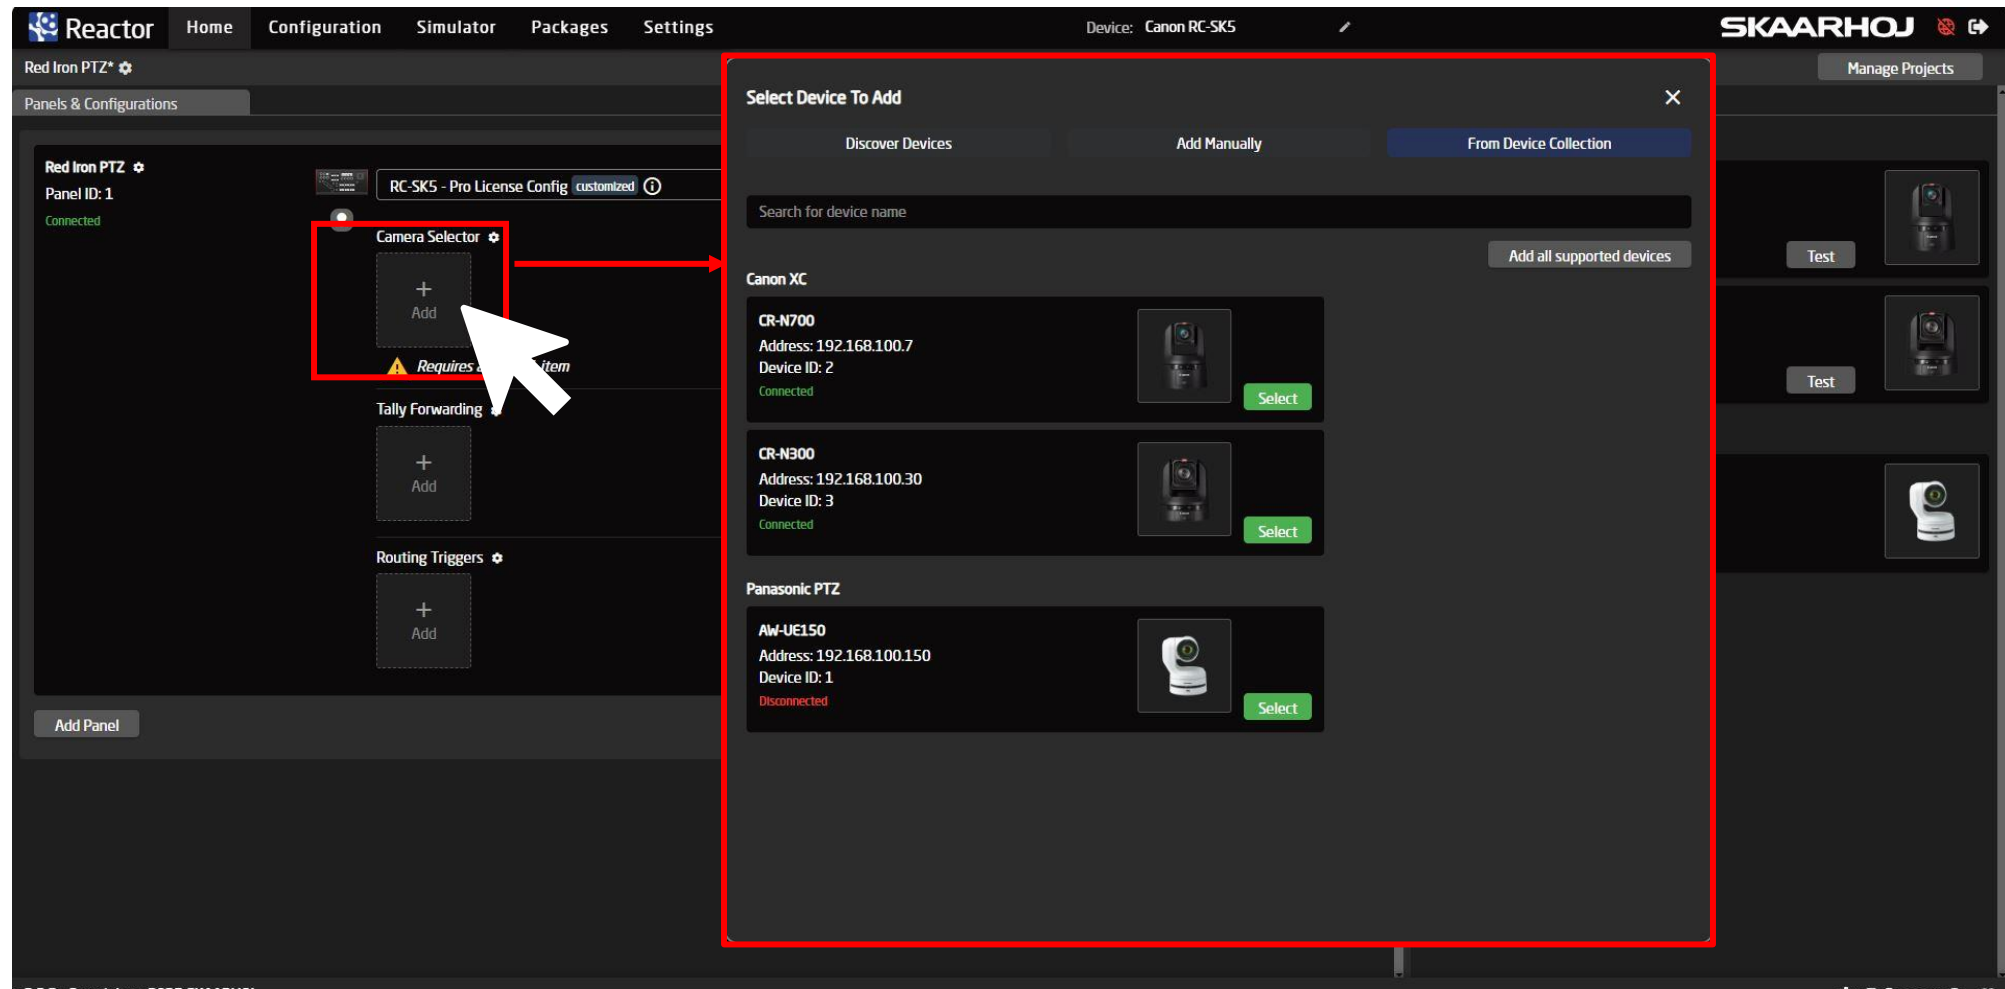 Reactor Home Configuration Simulator Packages Settings Device: Canon RC-SK5 SKAARHOJ
Red Iron PTZ* Manage Projects
Panels & Configurations
Red Iron PTZ
Panel ID: 1
Connected
RC-SK5 - Pro License Config customized
Camera Selector
+
Add
Requires item
Tally Forwarding
+
Add
Routing Triggers
+
Add
Add Panel
Select Device To Add
Discover Devices Add Manually From Device Collection
Search for device name
Add all supported devices
Canon XC
CR-N700
Address: 192.168.100.7
Device ID: 2
Connected
Select
CR-N300
Address: 192.168.100.30
Device ID: 3
Connected
Select
Panasonic PTZ
AW-UE150
Address: 192.168.100.150
Device ID: 1
Disconnected
Select
Test
Test